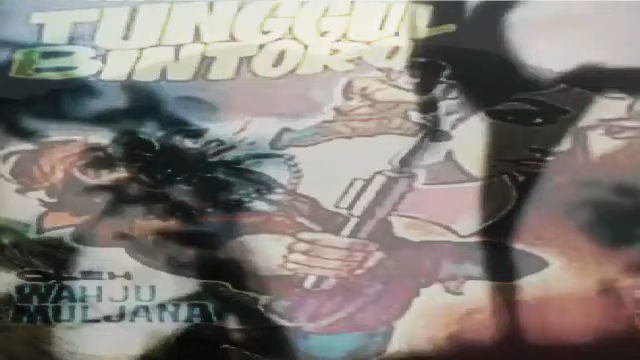 TUNGGUL
BINTORO
OLEH
WAHJU
MULJANA